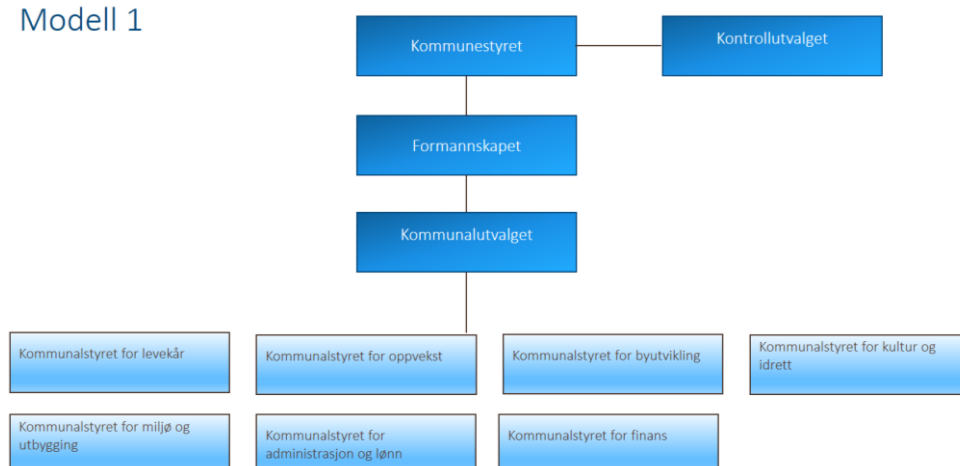 Modell 1
Kommunestyret
Kontrollutvalget
Formannskapet
Kommunalutvalget
Kommunalstyret for levekår
Kommunalstyret for oppvekst
Kommunalstyret for byutvikling
Kommunalstyret for kultur og
idrett
Kommunalstyret for miljø og
utbygging
Kommunalstyret for
administrasjon og lønn
Kommunalstyret for finans